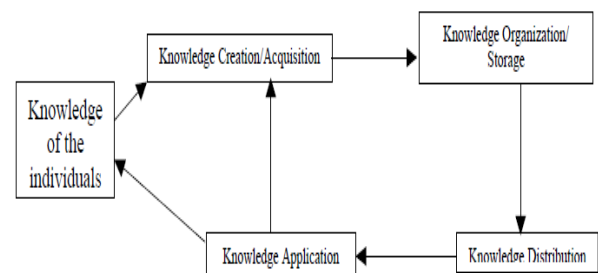 Knowledge Creation/Acquisition
Knowledge Organization/
Storage
Knowledge
of the
individuals
Knowledge Application
Knowledge Distribution